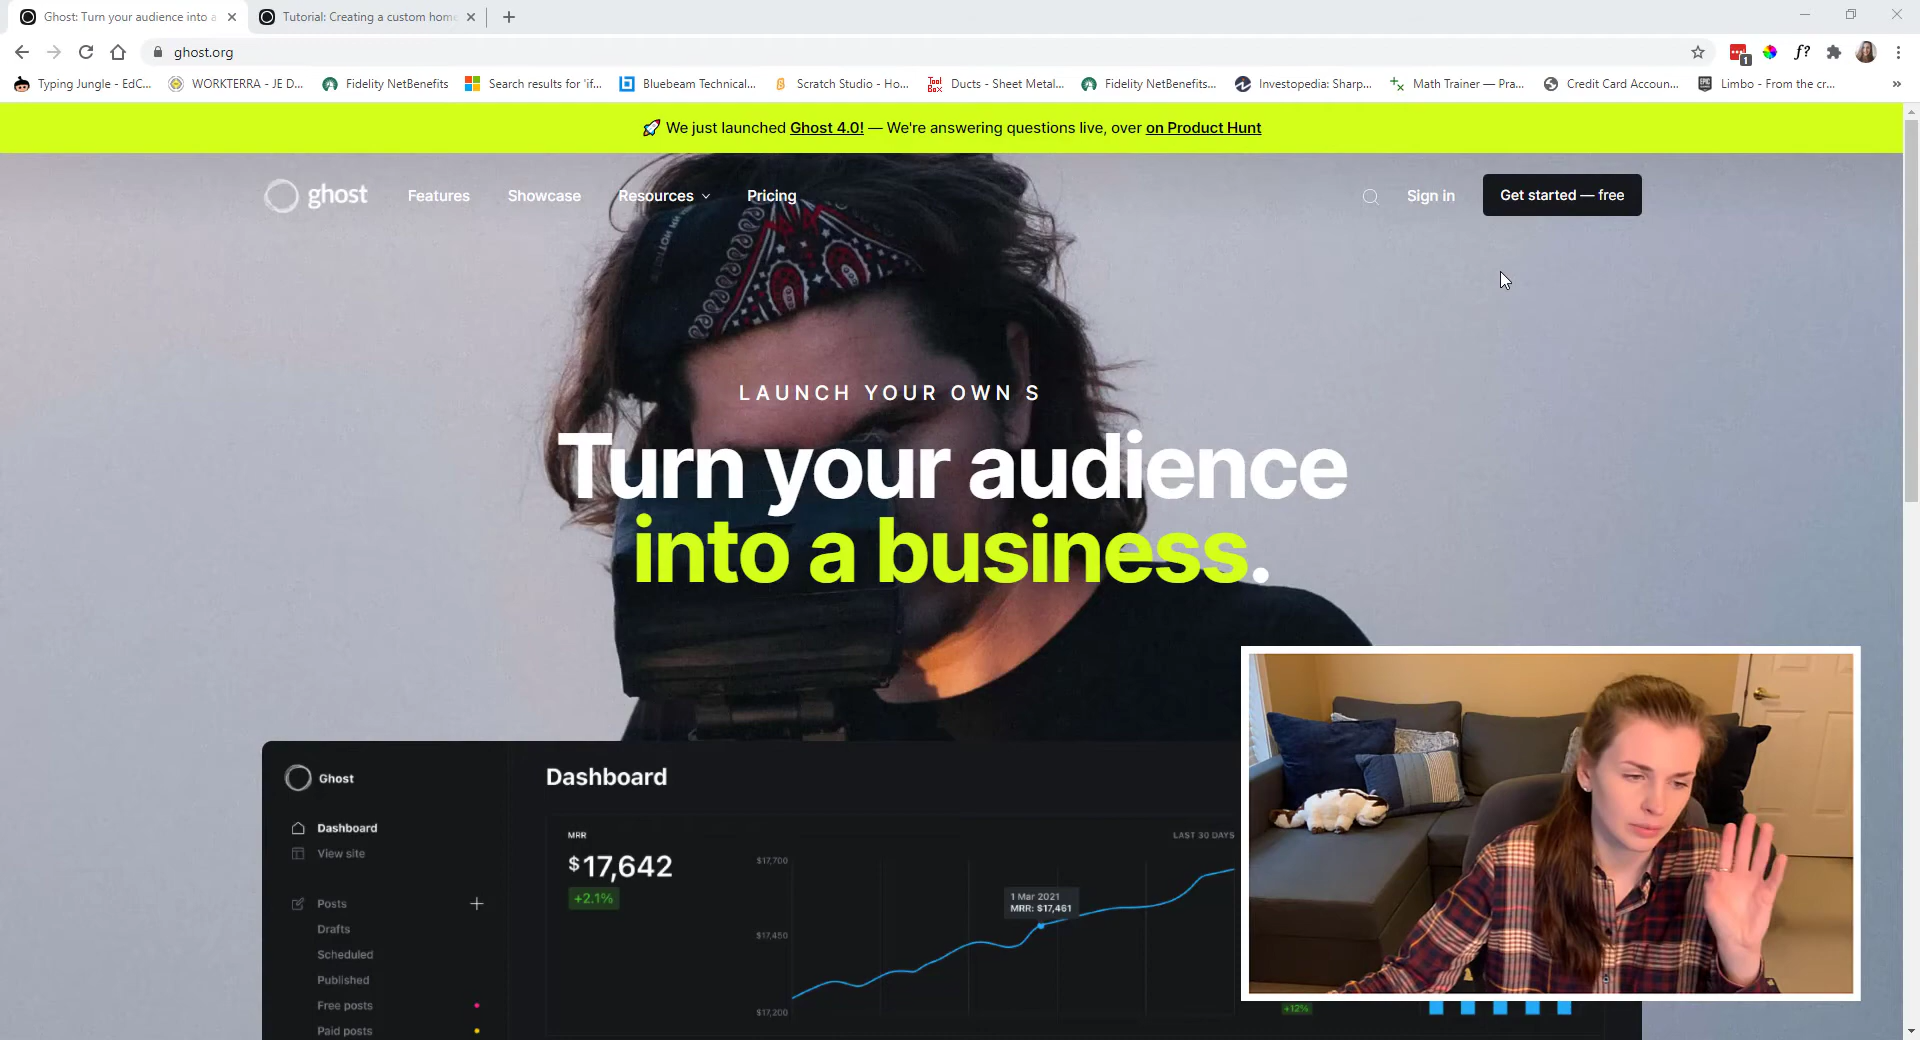 Ghost: Turn your audience into a
Tutorial: Creating a custom home
ghost.org
1
f?
Typing Jungle - EdC...
WORKTERRA - JE D...
Fidelity NetBenefits
Search results for 'if...
Bluebeam Technical...
Scratch Studio - Ho...
Tool Box
Ducts - Sheet Metal...
Fidelity NetBenefits...
Investopedia: Sharp...
Math Trainer — Pra...
Credit Card Accoun...
EPIC
Limbo - From the cr...
»
🚀 We just launched Ghost 4.0! — We're answering questions live, over on Product Hunt
ghost
Features
Showcase
Resources
Pricing
Sign in
Get started — free
LAUNCH YOUR OWN S
Turn your audience
into a business.
Ghost
Dashboard
View site
Posts
Drafts
Scheduled
Published
Free posts
Paid posts
Dashboard
MRR
$17,642
+2.1%
LAST 30 DAYS
$17,700
$17,450
$17,200
1 Mar 2021
MRR: $17,461
+12%